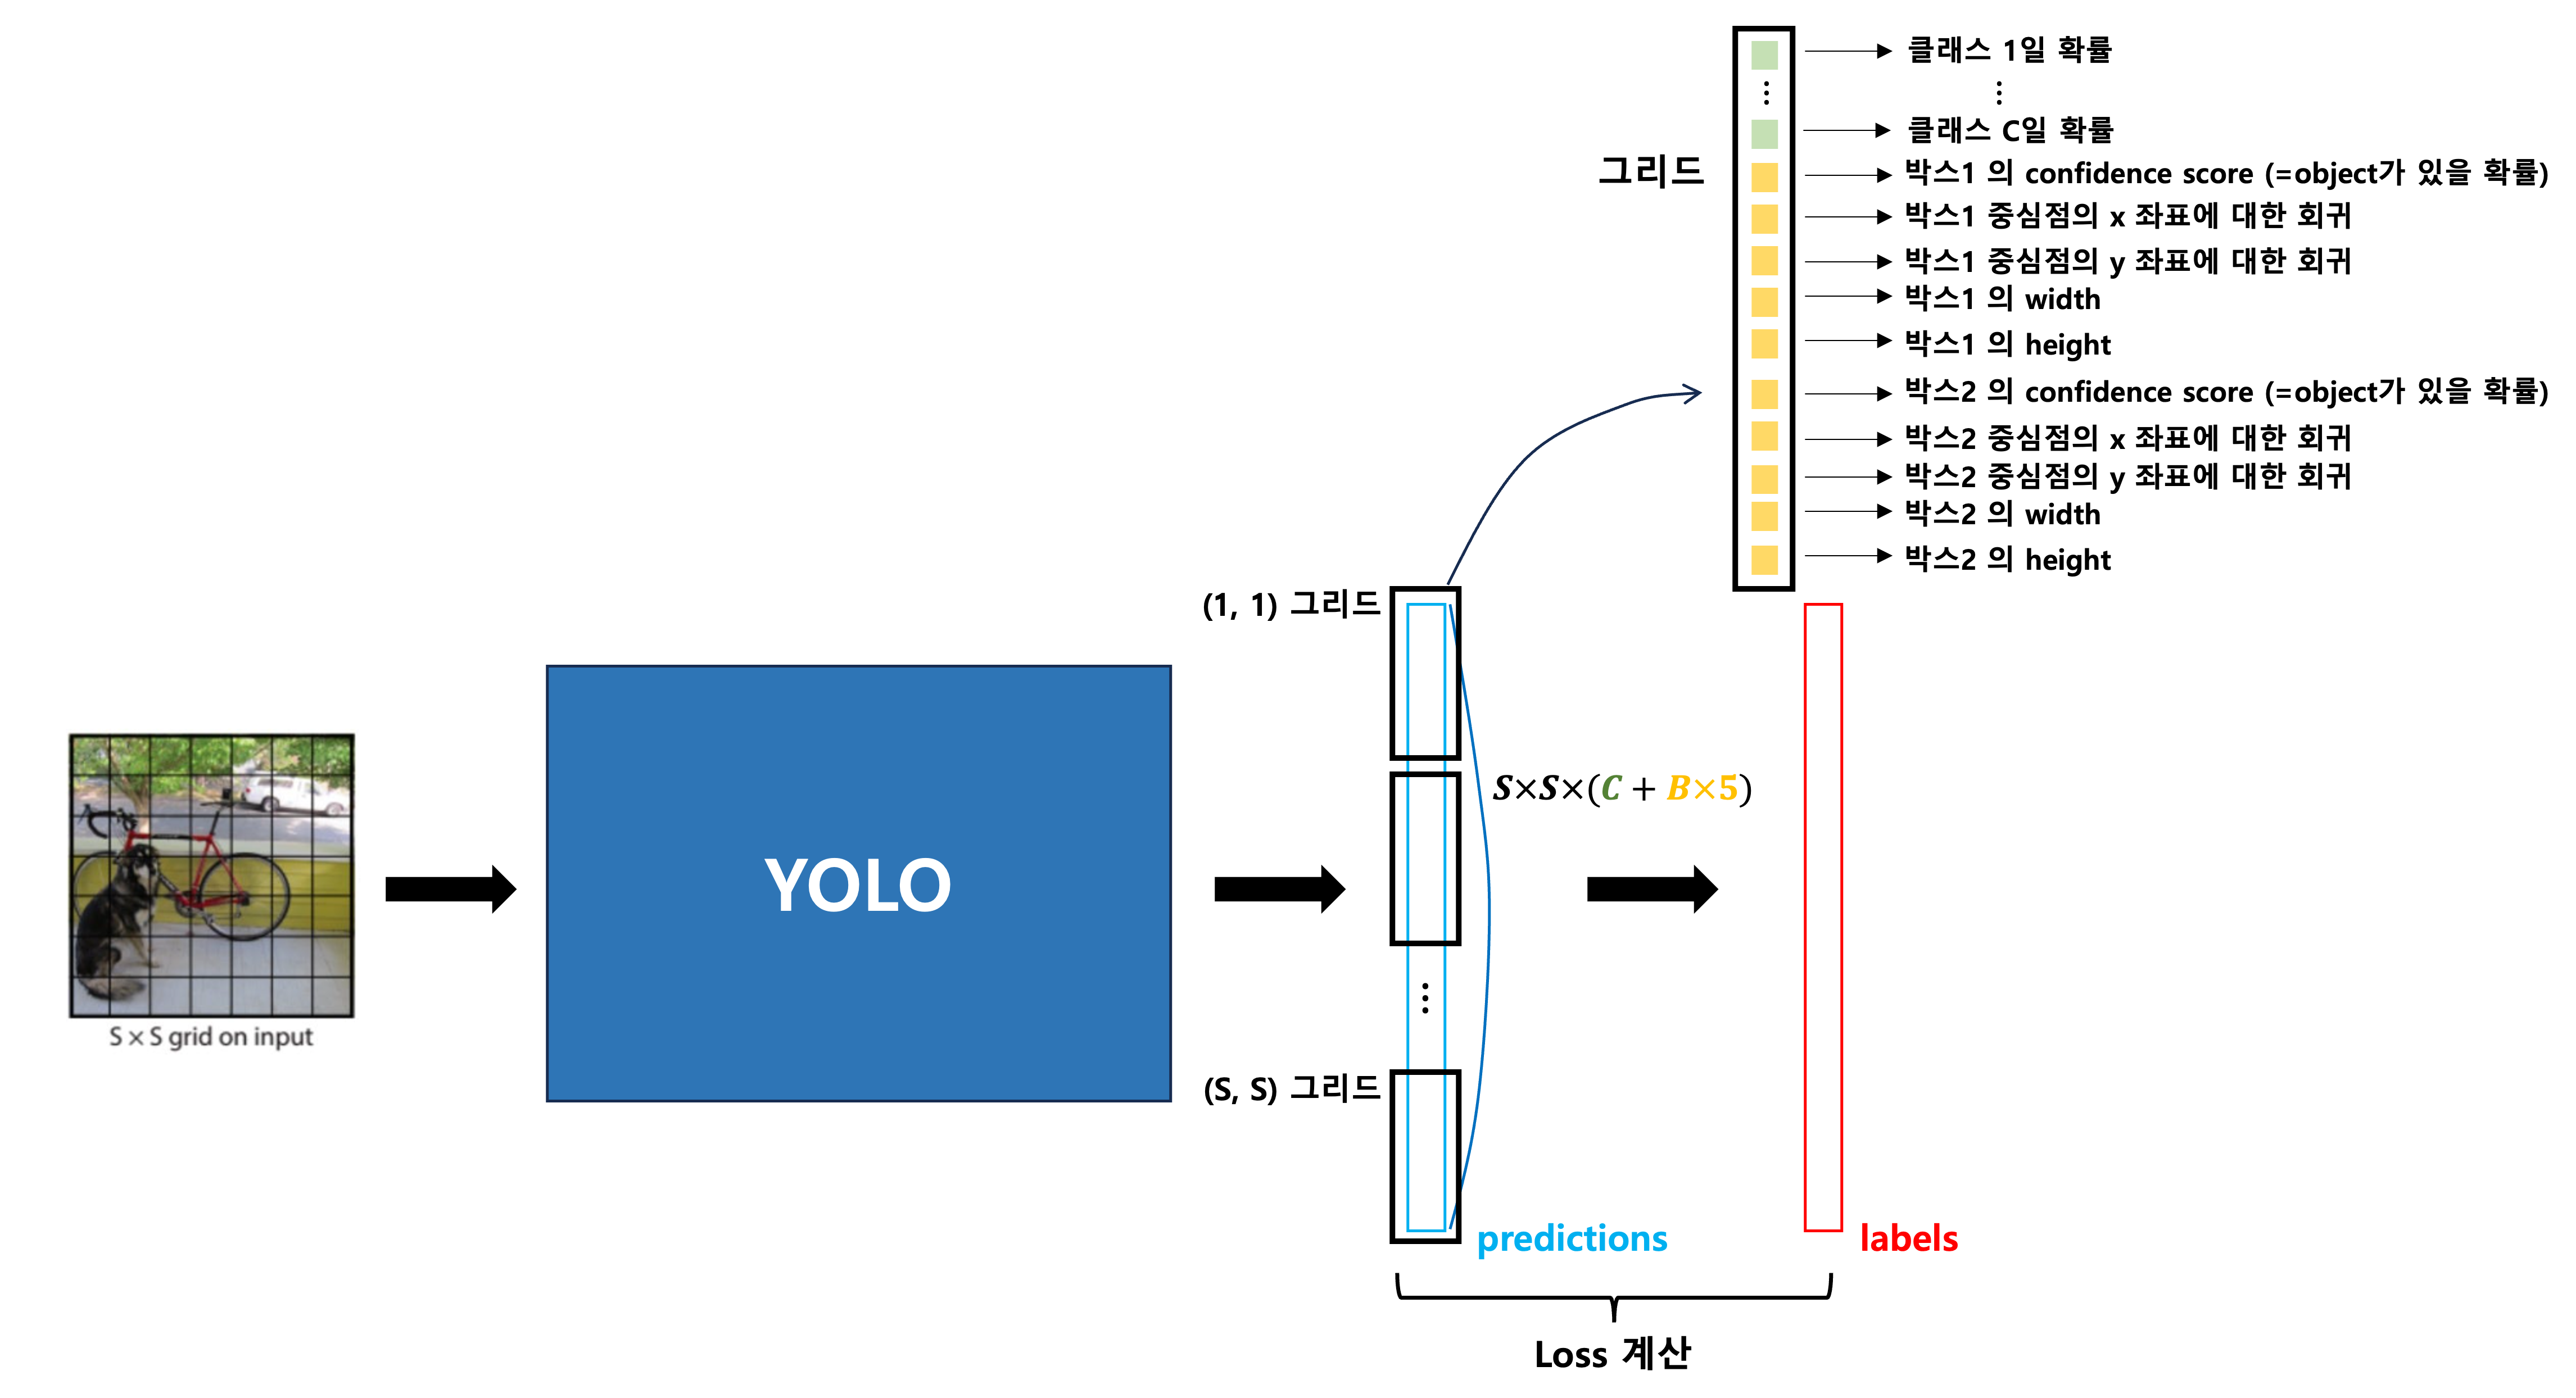 클래스 1일 확률
⋮
클래스 C일 확률
그리드
박스1 의 confidence score (=object가 있을 확률)
박스1 중심점의 x 좌표에 대한 회귀
박스1 중심점의 y 좌표에 대한 회귀
박스1 의 width
박스1 의 height
박스2 의 confidence score (=object가 있을 확률)
박스2 중심점의 x 좌표에 대한 회귀
박스2 중심점의 y 좌표에 대한 회귀
박스2 의 width
박스2 의 height
(1, 1) 그리드
S×S×(C + B×5)
YOLO
S × S grid on input
⋮
(S, S) 그리드
predictions
labels
Loss 계산